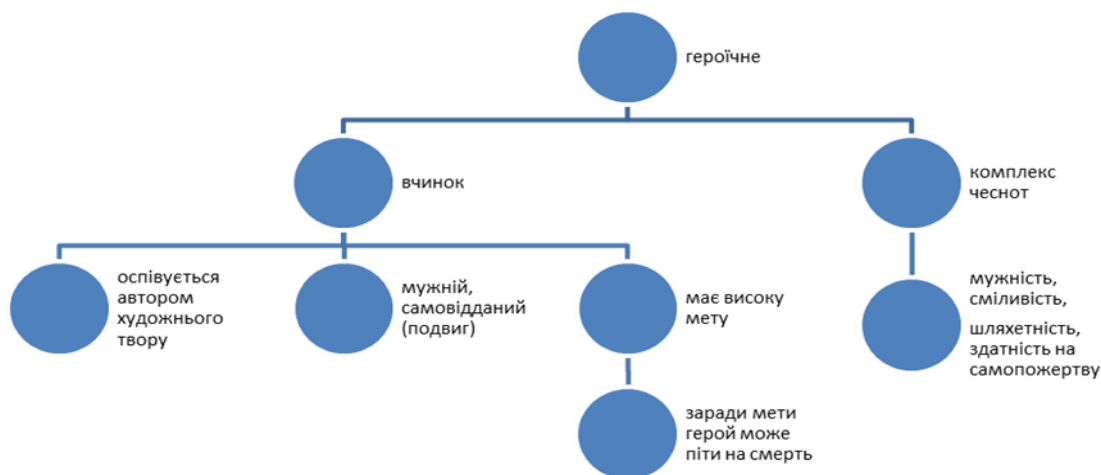 героїчне
вчинок
комплекс
чеснот
оспівується
автором
художнього
твору
мужній,
самовідданий
(подвиг)
має високу
мету
мужність,
сміливість,
шляхетність,
здатність на
самопожертву
заради мети
герой може
піти на смерть